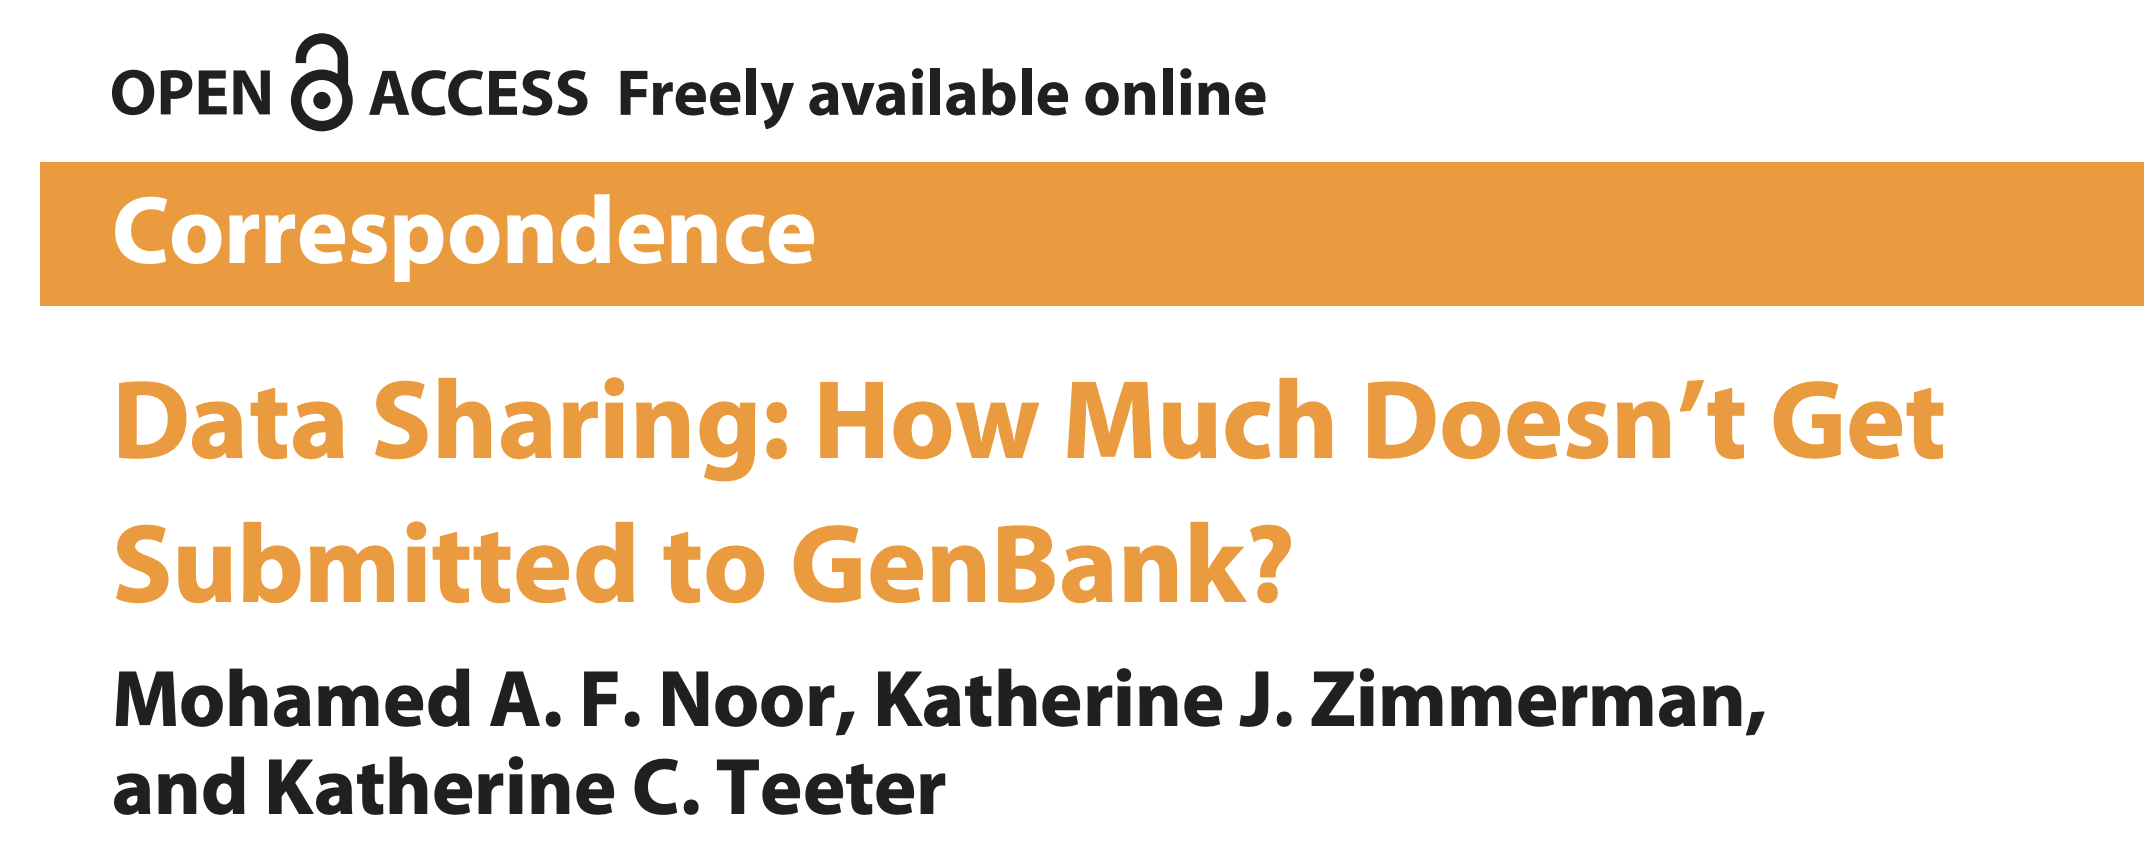 OPEN ACCESS Freely available online
Correspondence
Data Sharing: How Much Doesn’t Get
Submitted to GenBank?
Mohamed A. F. Noor, Katherine J. Zimmerman,
and Katherine C. Teeter